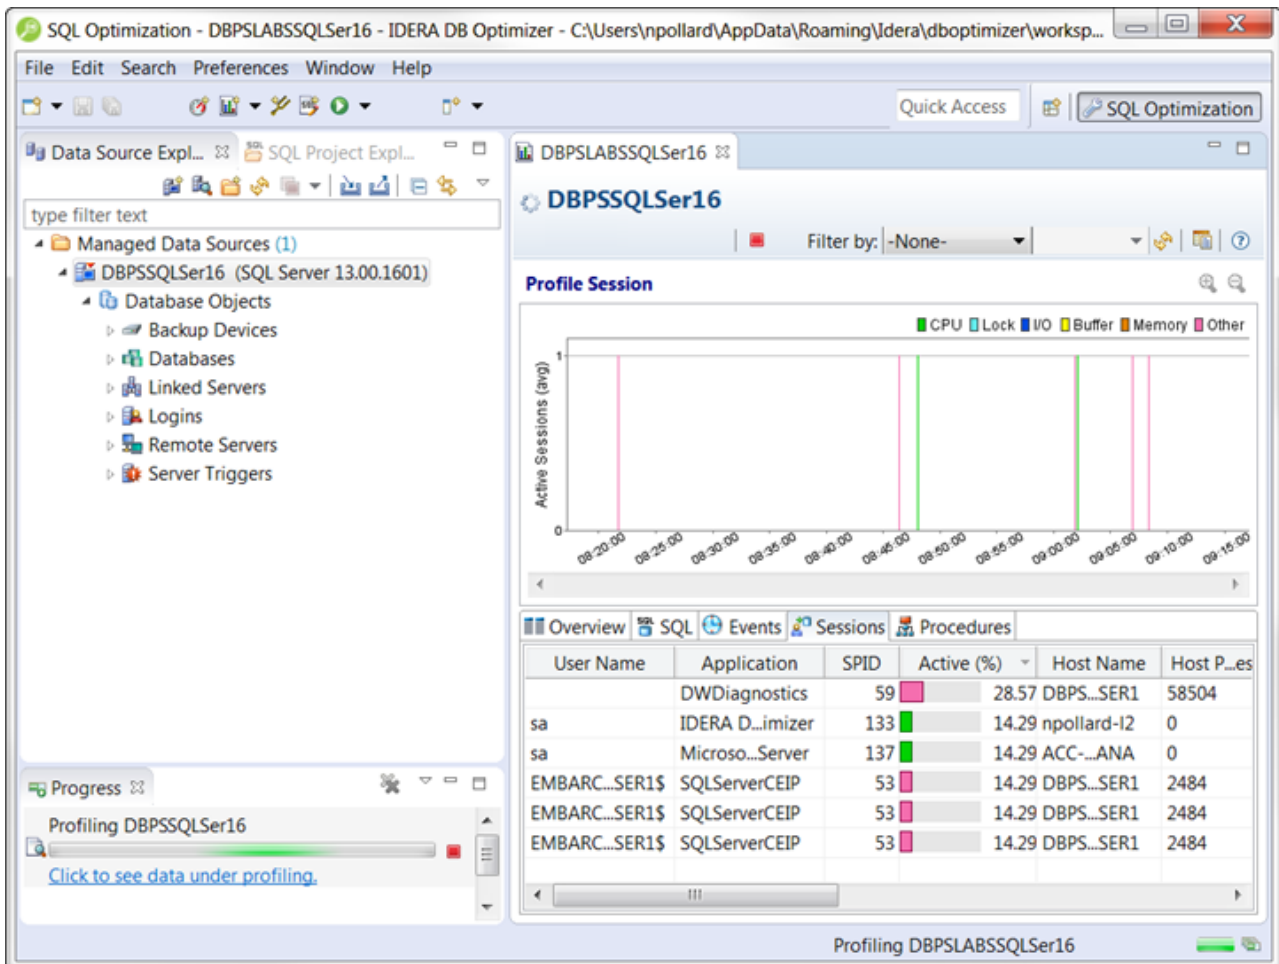 SQL Optimization - DBPSLABSSQLSer16 - IDERA DB Optimizer - C:\Users\npollard\AppData\Roaming\Idera\dboptimizer\worksp...
File Edit Search Preferences Window Help
Quick Access SQL Optimization
Data Source Expl... SQL Project Expl...
type filter text
Managed Data Sources (1)
DBPSSQLSer16 (SQL Server 13.00.1601)
Database Objects
Backup Devices
Databases
Linked Servers
Logins
Remote Servers
Server Triggers
Progress
Profiling DBPSSQLSer16
Click to see data under profiling.
DBPSLABSSQLSer16
DBPSSQLSer16
Filter by: -None-
Profile Session
CPU Lock I/O Buffer Memory Other
Active Sessions (avg)
1
0
08:20:00 08:25:00 08:30:00 08:35:00 08:40:00 08:45:00 08:50:00 08:55:00 09:00:00 09:05:00 09:10:00 09:15:00
Overview SQL Events Sessions Procedures
User Name Application SPID Active (%) Host Name Host P...es
DWDiagnostics 59 28.57 DBPS...SER1 58504
sa IDERA D...imizer 133 14.29 npollard-l2 0
sa Microso...Server 137 14.29 ACC-...ANA 0
EMBARC...SER1$ SQLServerCEIP 53 14.29 DBPS...SER1 2484
EMBARC...SER1$ SQLServerCEIP 53 14.29 DBPS...SER1 2484
EMBARC...SER1$ SQLServerCEIP 53 14.29 DBPS...SER1 2484
Profiling DBPSLABSSQLSer16